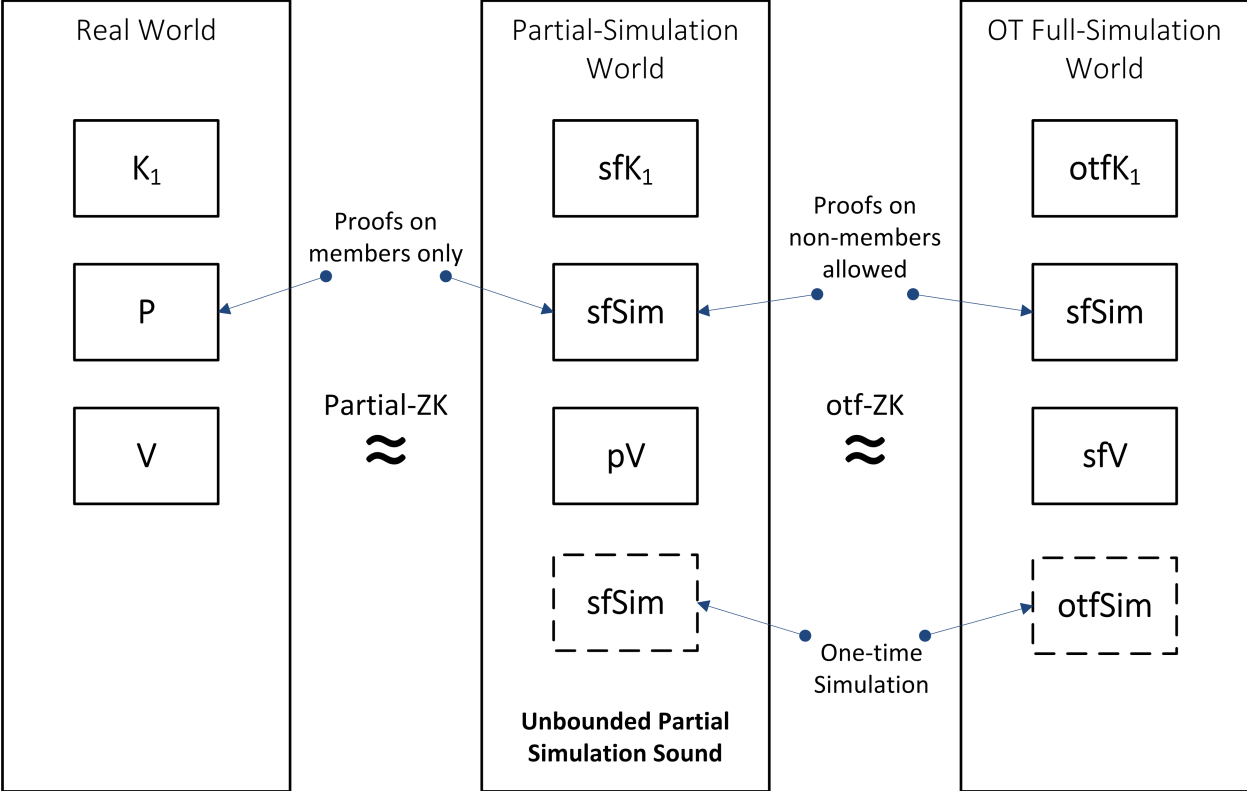 Real World
Partial-Simulation
World
OT Full-Simulation
World
K₁
sfK₁
otfK₁
Proofs on
members only
Proofs on
non-members
allowed
P
sfSim
sfSim
Partial-ZK
≈
otf-ZK
≈
V
pV
sfV
sfSim
otfSim
One-time
Simulation
Unbounded Partial
Simulation Sound